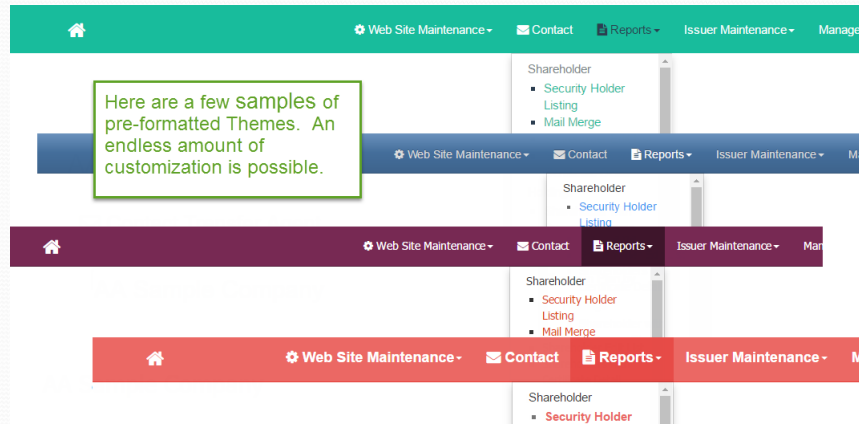 Web Site Maintenance Contact Reports Issuer Maintenance Manage
Shareholder
Security Holder
Listing
Mail Merge
Here are a few samples of
pre-formatted Themes. An
endless amount of
customization is possible.
Web Site Maintenance Contact Reports Issuer Maintenance M
Shareholder
Security Holder
Listing
Web Site Maintenance Contact Reports Issuer Maintenance Man
Shareholder
Security Holder
Listing
Mail Merge
Web Site Maintenance Contact Reports Issuer Maintenance M
Shareholder
Security Holder